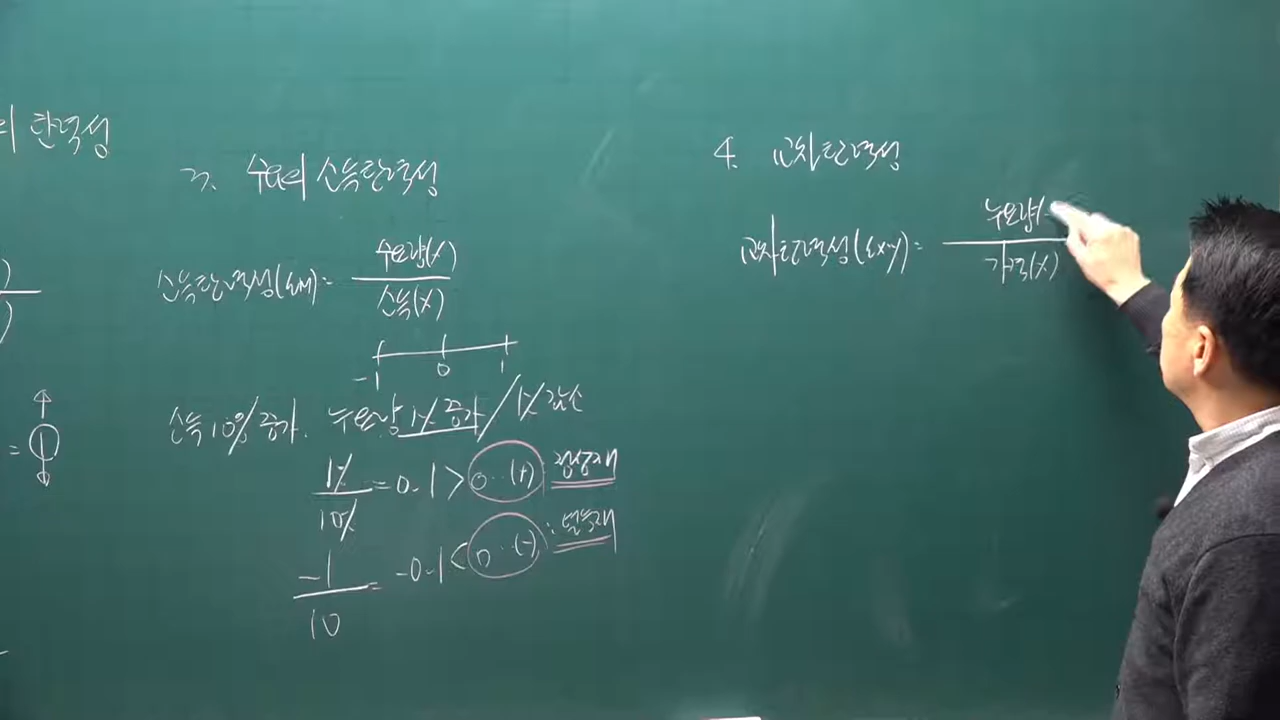 의 탄력성
3. 수요의 소득탄력성
소득탄력성(εM)= 수요량(%)
소득(%)
-1 0 1
소득 10% 증가. 수요량 1% 증가 / 1% 감소
1%
10%
=0.1 > 0··(+) : 정상재
-1
10
= -0.1 < 0··(-) : 열등재
4. 교차탄력성
교차탄력성(εxy)= 수요량(
가격(%)